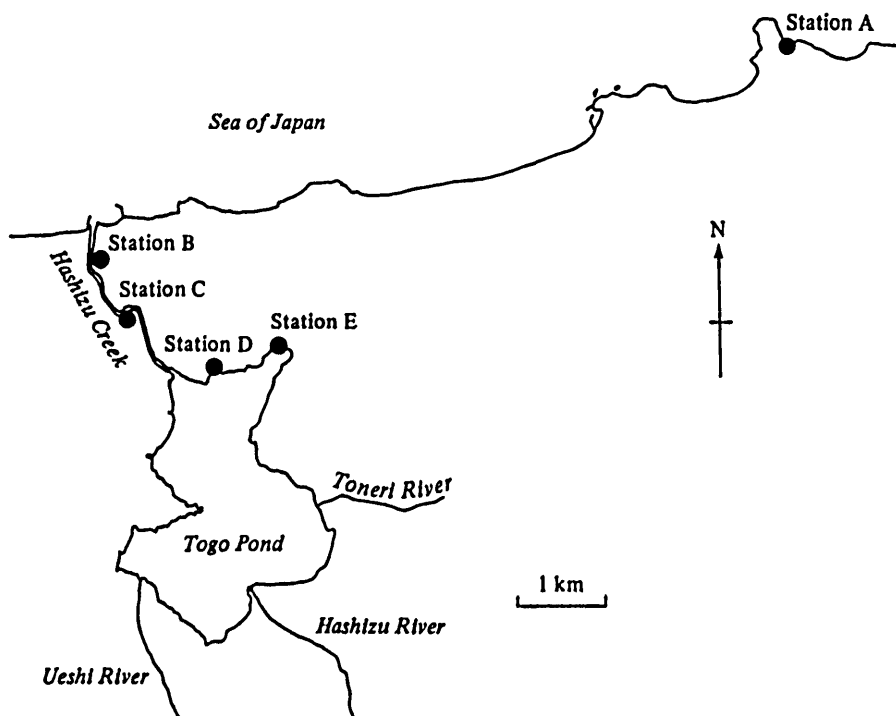 Station A
Sea of Japan
N
Station B
Hashizu Creek
Station C
Station E
Station D
Toneri River
Togo Pond
1 km
Hashizu River
Ueshi River